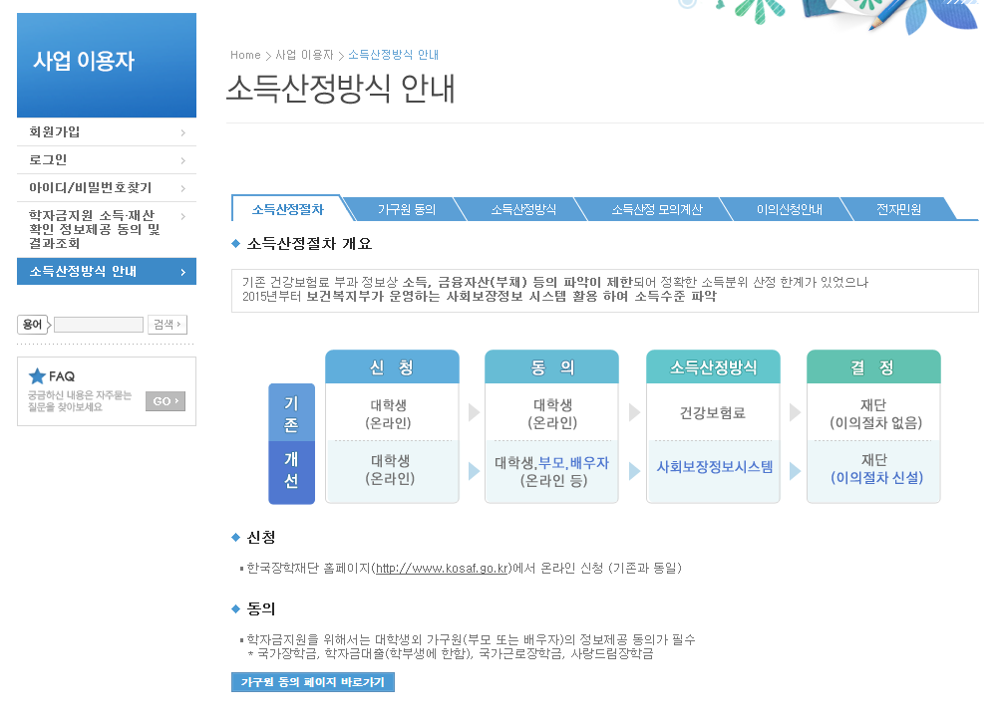 사업 이용자
회원가입
로그인
아이디/비밀번호찾기
학자금지원 소득·재산
확인 정보제공 동의 및
결과조회
소득산정방식 안내
용어 검색
FAQ
궁금하신 내용은 자주묻는
질문을 찾아보세요
GO
Home > 사업 이용자 > 소득산정방식 안내
소득산정방식 안내
소득산정절차 가구원 동의 소득산정방식 소득산정 모의계산 이의신청안내 전자민원
소득산정절차 개요
기존 건강보험료 부과 정보상 소득, 금융자산(부채) 등의 파악이 제한되어 정확한 소득분위 산정 한계가 있었으나
2015년부터 보건복지부가 운영하는 사회보장정보 시스템 활용 하여 소득수준 파악
신 청 동 의 소득산정방식 결 정
기존 대학생 대학생 건강보험료 재단
(온라인) (온라인) (이의절차 없음)
개선 대학생 대학생,부모,배우자 사회보장정보시스템 재단
(온라인) (온라인 등) (이의절차 신설)
신청
한국장학재단 홈페이지(http://www.kosaf.go.kr)에서 온라인 신청 (기존과 동일)
동의
학자금지원을 위해서는 대학생외 가구원(부모 또는 배우자)의 정보제공 동의가 필수
* 국가장학금, 학자금대출(학부생에 한함), 국가근로장학금, 사랑드림장학금
가구원 동의 페이지 바로가기